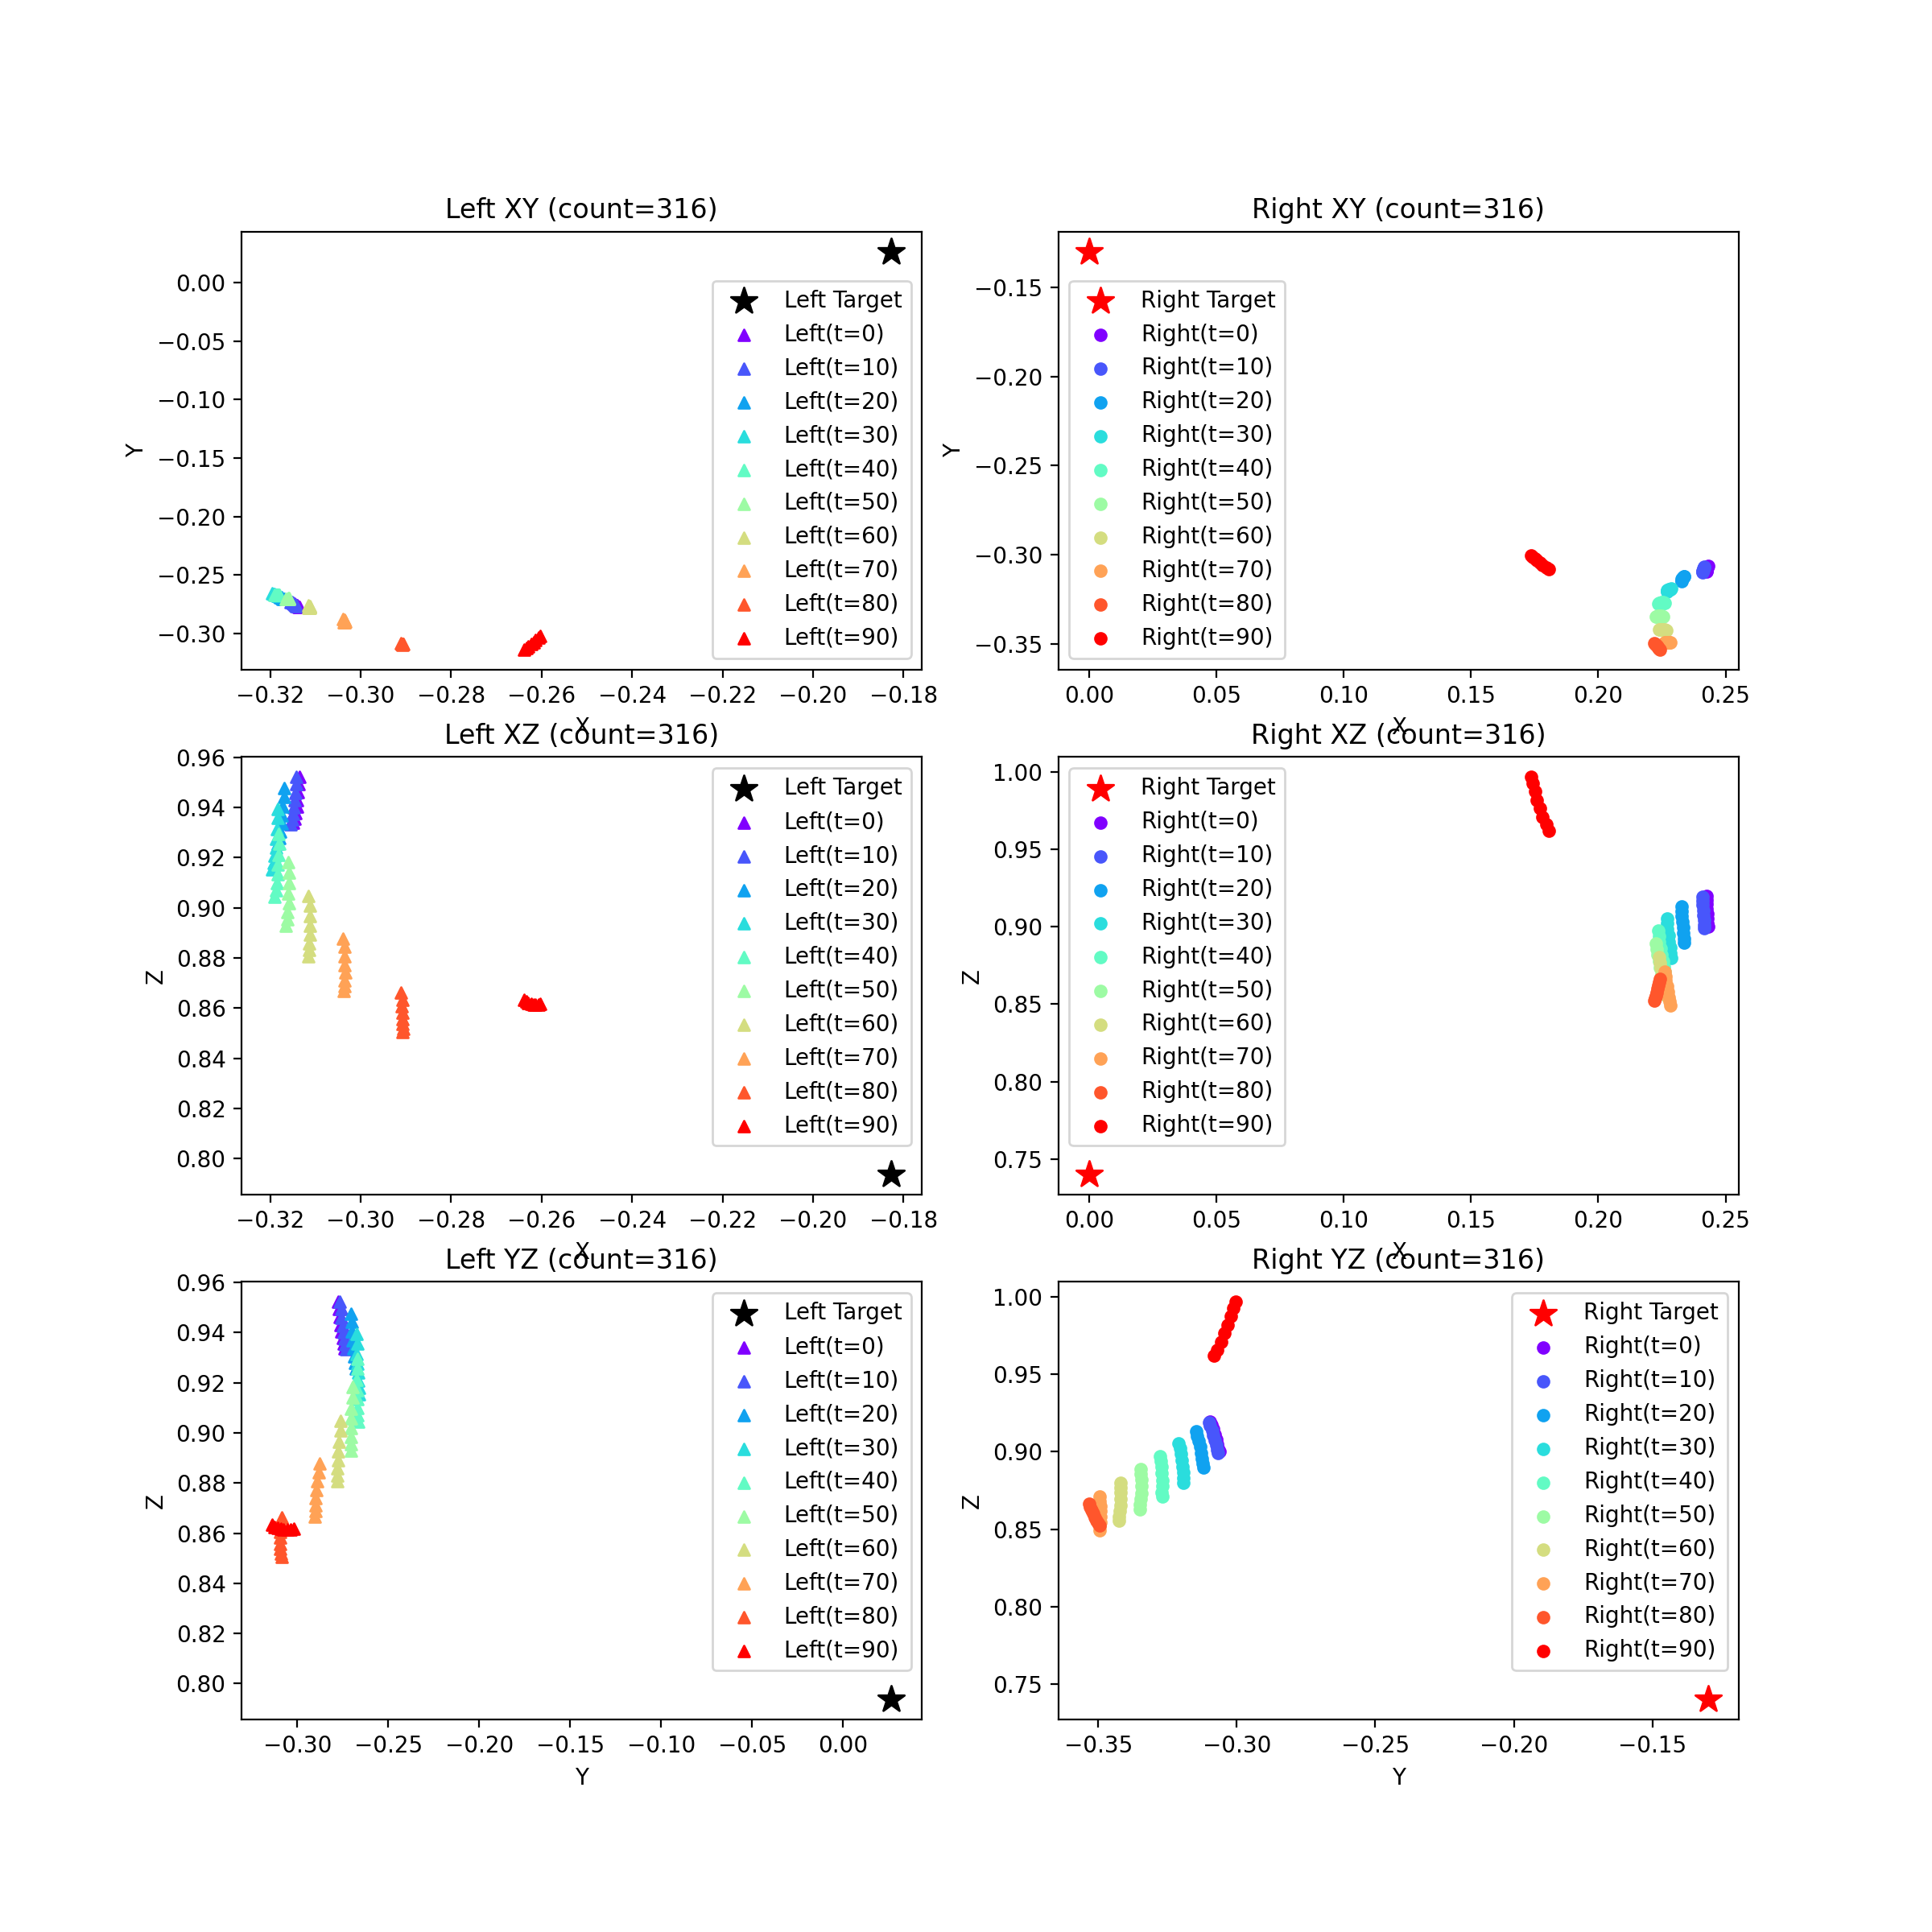 Left XY (count=316)
0.00
−0.05
−0.10
−0.15
−0.20
−0.25
−0.30
Y
Left Target
Left(t=0)
Left(t=10)
Left(t=20)
Left(t=30)
Left(t=40)
Left(t=50)
Left(t=60)
Left(t=70)
Left(t=80)
Left(t=90)
−0.32 −0.30 −0.28 −0.26 −0.24 −0.22 −0.20 −0.18
X
Right XY (count=316)
−0.15
−0.20
−0.25
−0.30
−0.35
Y
Right Target
Right(t=0)
Right(t=10)
Right(t=20)
Right(t=30)
Right(t=40)
Right(t=50)
Right(t=60)
Right(t=70)
Right(t=80)
Right(t=90)
0.00 0.05 0.10 0.15 0.20 0.25
X
Left XZ (count=316)
0.96
0.94
0.92
0.90
0.88
0.86
0.84
0.82
0.80
Z
Left Target
Left(t=0)
Left(t=10)
Left(t=20)
Left(t=30)
Left(t=40)
Left(t=50)
Left(t=60)
Left(t=70)
Left(t=80)
Left(t=90)
−0.32 −0.30 −0.28 −0.26 −0.24 −0.22 −0.20 −0.18
X
Right XZ (count=316)
1.00
0.95
0.90
0.85
0.80
0.75
Z
Right Target
Right(t=0)
Right(t=10)
Right(t=20)
Right(t=30)
Right(t=40)
Right(t=50)
Right(t=60)
Right(t=70)
Right(t=80)
Right(t=90)
0.00 0.05 0.10 0.15 0.20 0.25
X
Left YZ (count=316)
0.96
0.94
0.92
0.90
0.88
0.86
0.84
0.82
0.80
Z
Left Target
Left(t=0)
Left(t=10)
Left(t=20)
Left(t=30)
Left(t=40)
Left(t=50)
Left(t=60)
Left(t=70)
Left(t=80)
Left(t=90)
−0.30 −0.25 −0.20 −0.15 −0.10 −0.05 0.00
Y
Right YZ (count=316)
1.00
0.95
0.90
0.85
0.80
0.75
Z
Right Target
Right(t=0)
Right(t=10)
Right(t=20)
Right(t=30)
Right(t=40)
Right(t=50)
Right(t=60)
Right(t=70)
Right(t=80)
Right(t=90)
−0.35 −0.30 −0.25 −0.20 −0.15
Y